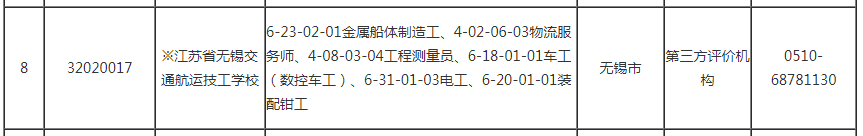 8
32020017
※江苏省无锡交
通航运技工学校
6-23-02-01金属船体制造工、4-02-06-03物流服
务师、4-08-03-04工程测量员、6-18-01-01车工
（数控车工）、6-31-01-03电工、6-20-01-01装
配钳工
无锡市
第三方评价机
构
0510-
68781130